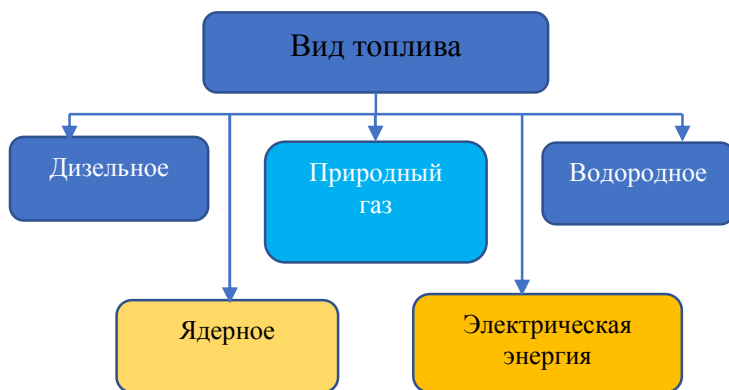 Вид топлива
Дизельное
Природный
газ
Водородное
Ядерное
Электрическая
энергия